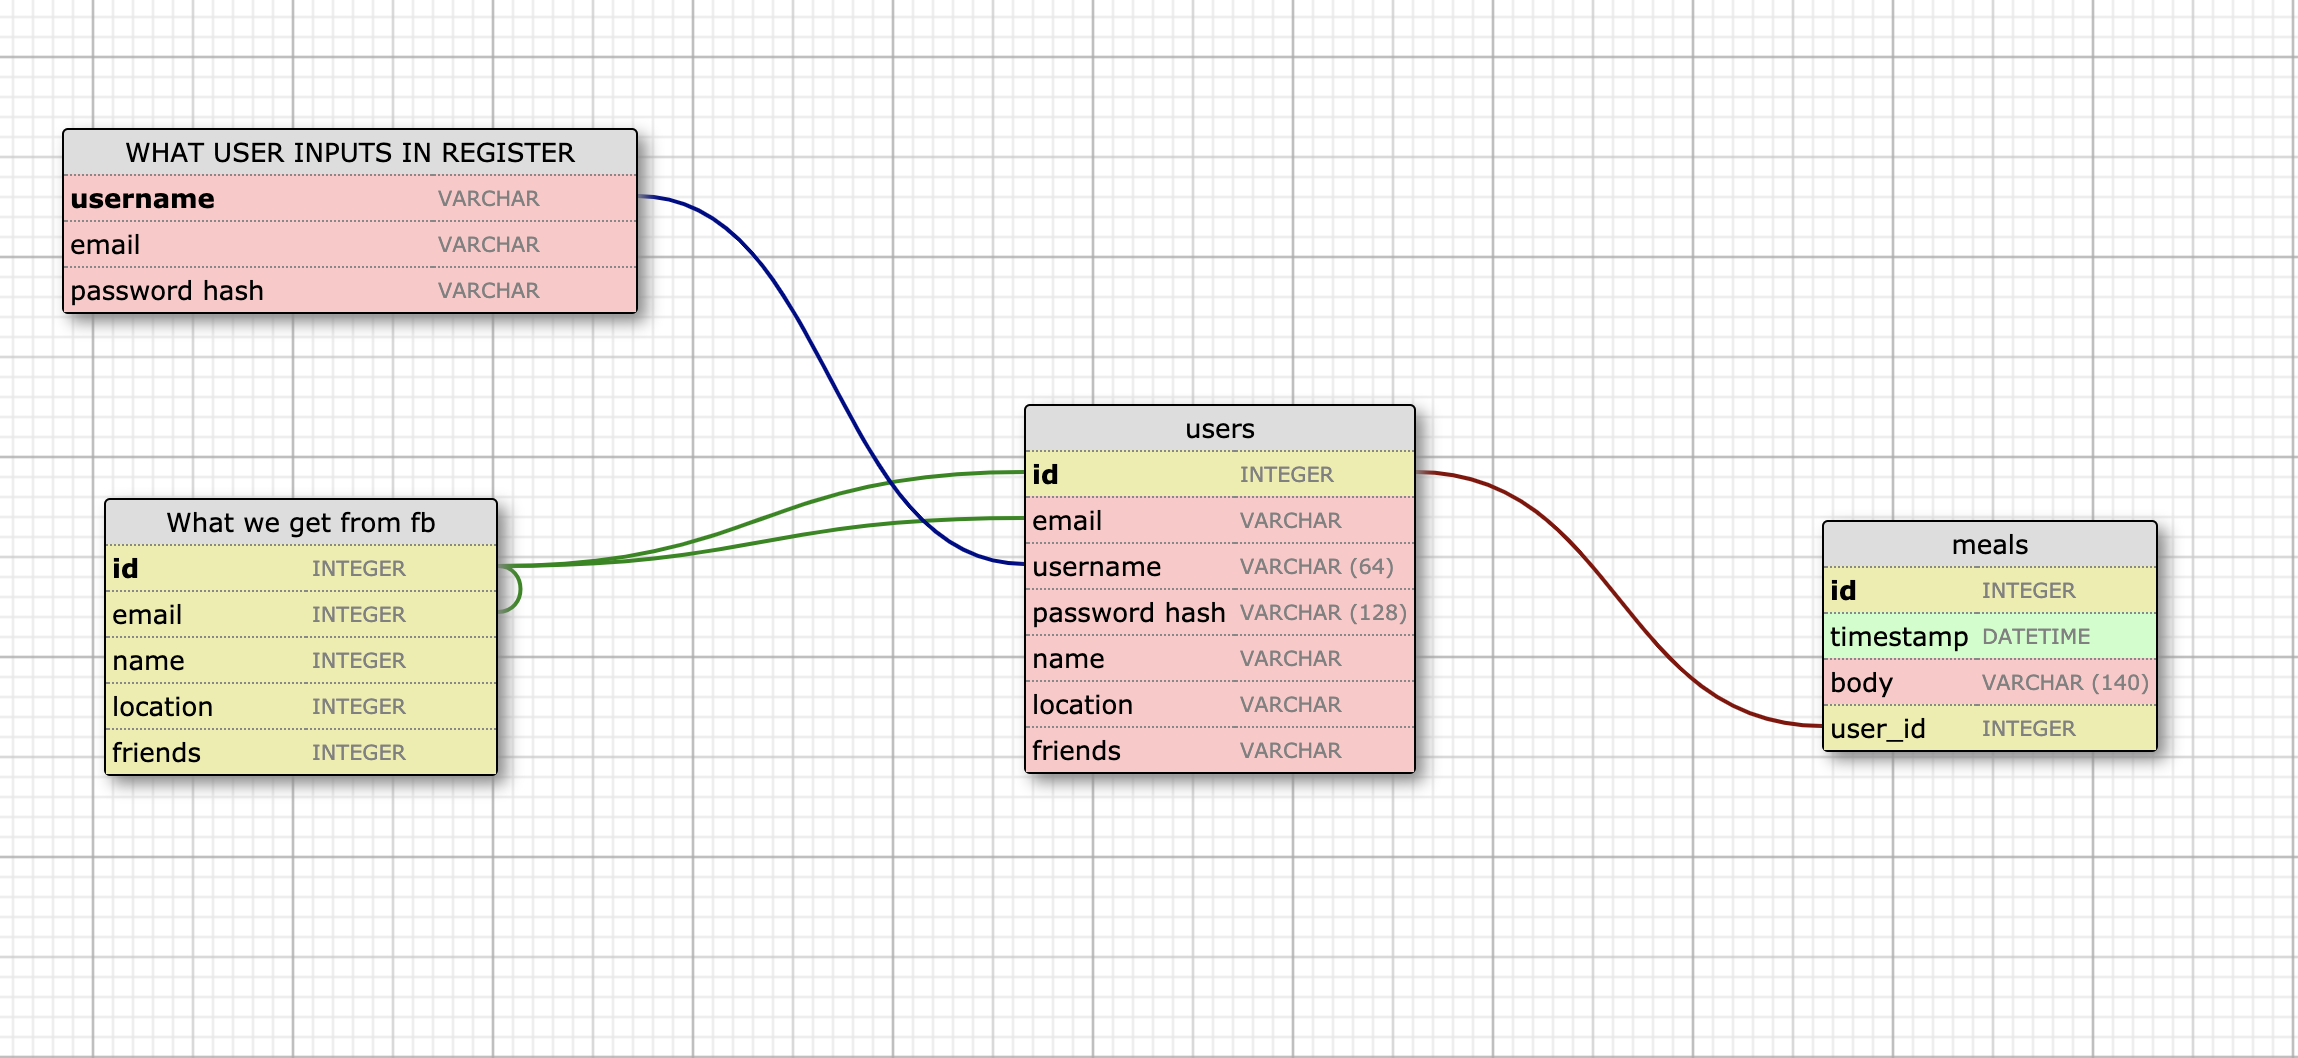 WHAT USER INPUTS IN REGISTER
username VARCHAR
email VARCHAR
password hash VARCHAR
What we get from fb
id INTEGER
email INTEGER
name INTEGER
location INTEGER
friends INTEGER
users
id INTEGER
email VARCHAR
username VARCHAR (64)
password hash VARCHAR (128)
name VARCHAR
location VARCHAR
friends VARCHAR
meals
id INTEGER
timestamp DATETIME
body VARCHAR (140)
user_id INTEGER